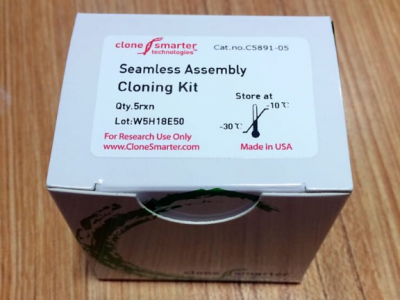 clone smarter
technologies
Cat.no.C5891-05
Seamless Assembly
Cloning Kit
Qty.5rxn
Store at
Lot:W5H18E50
-10℃
-30℃
For Research Use Only
www.CloneSmarter.com
Made in USA
clone smarter